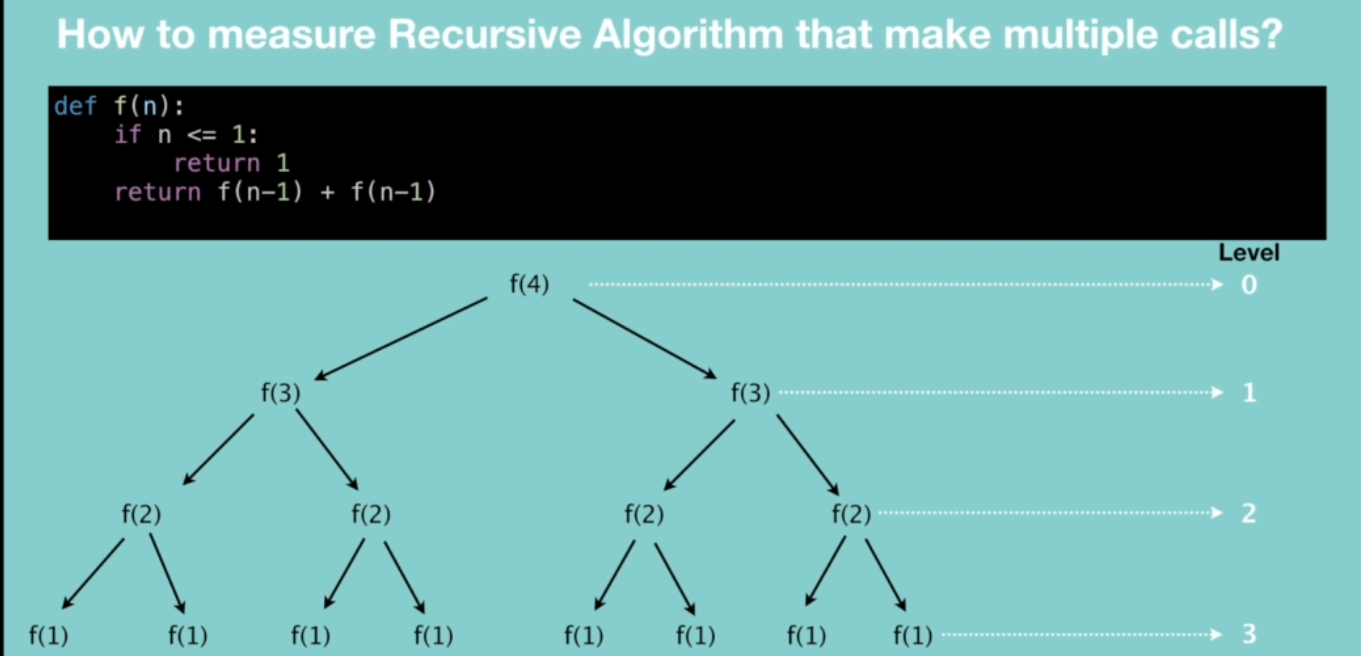 How to measure Recursive Algorithm that make multiple calls?
def f(n):
    if n <= 1:
        return 1
    return f(n-1) + f(n-1)
Level
f(4) 0
f(3) f(3) 1
f(2) f(2) f(2) f(2) 2
f(1) f(1) f(1) f(1) f(1) f(1) f(1) f(1) 3